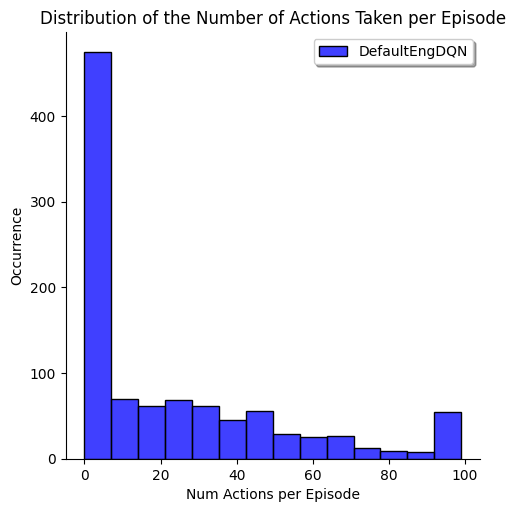 Distribution of the Number of Actions Taken per Episode
DefaultEngDQN
400
300
200
100
0
Occurrence
0 20 40 60 80 100
Num Actions per Episode